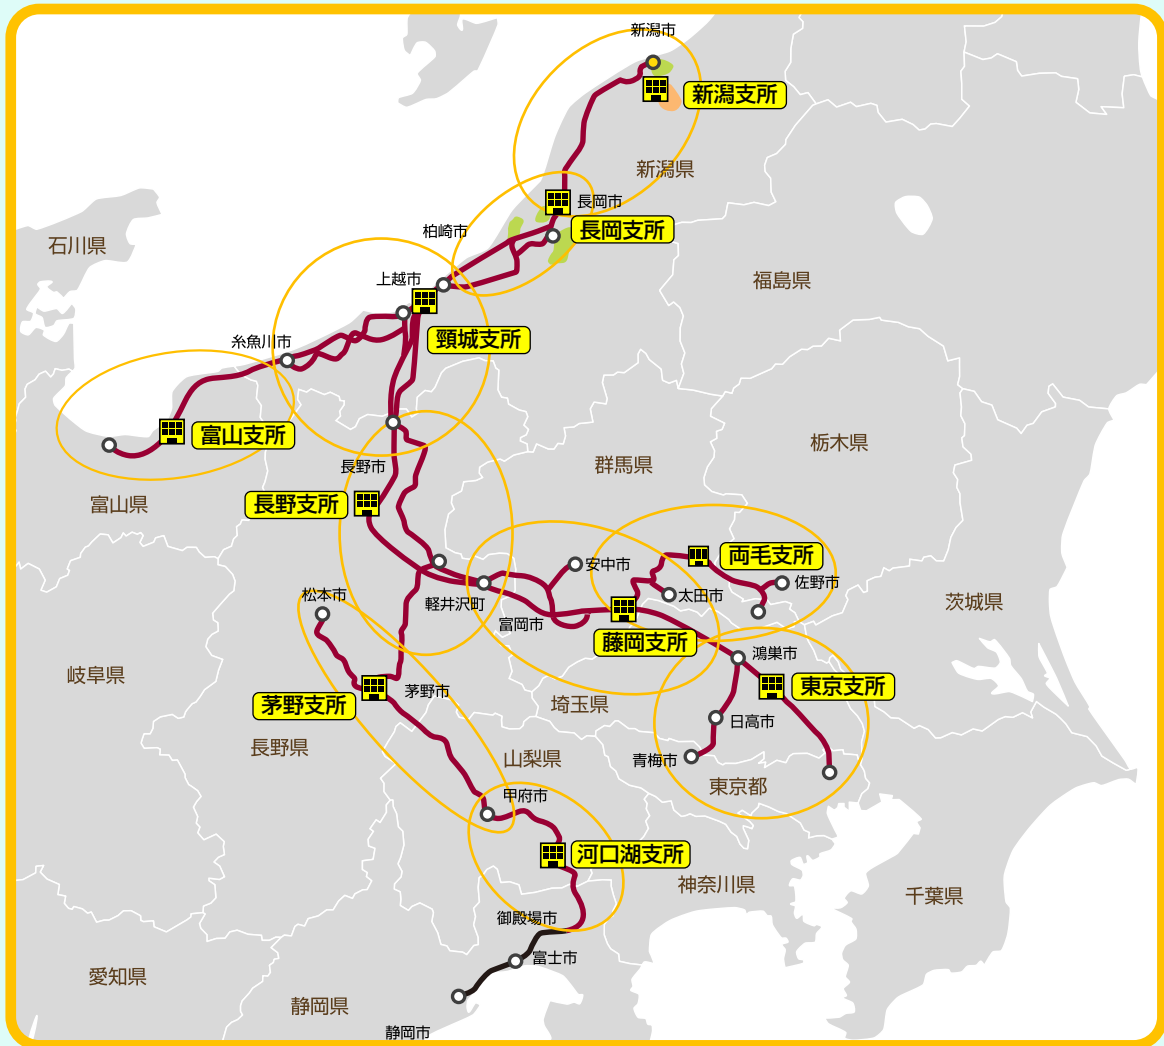 新潟市
新潟支所
新潟県
長岡市
長岡支所
柏崎市
石川県
上越市
福島県
糸魚川市
頸城支所
富山支所
栃木県
群馬県
長野市
富山県
長野支所
両毛支所
安中市
佐野市
松本市
太田市
軽井沢町
茨城県
富岡市
藤岡支所
鴻巣市
岐阜県
東京支所
茅野市
茅野支所
埼玉県
日高市
長野県
山梨県
青梅市
東京都
甲府市
河口湖支所
神奈川県
千葉県
御殿場市
富士市
愛知県
静岡県
静岡市